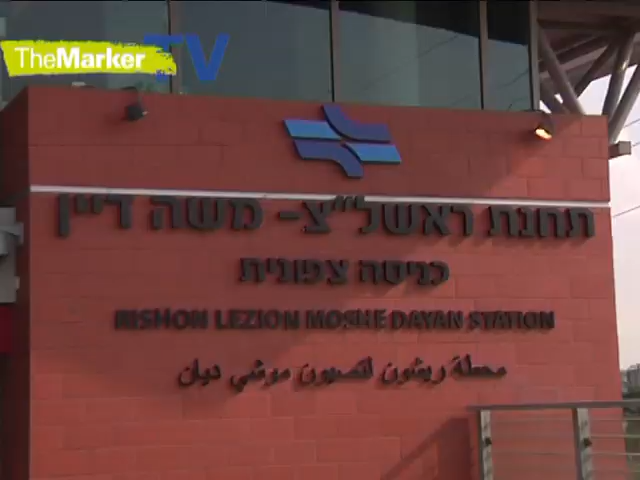 TheMarker TV
תחנת ראשל"צ - משה דיין
כניסה צפונית
RISHON LEZION MOSHE DAYAN STATION
محطة ريشون لتسيون موشي ديان